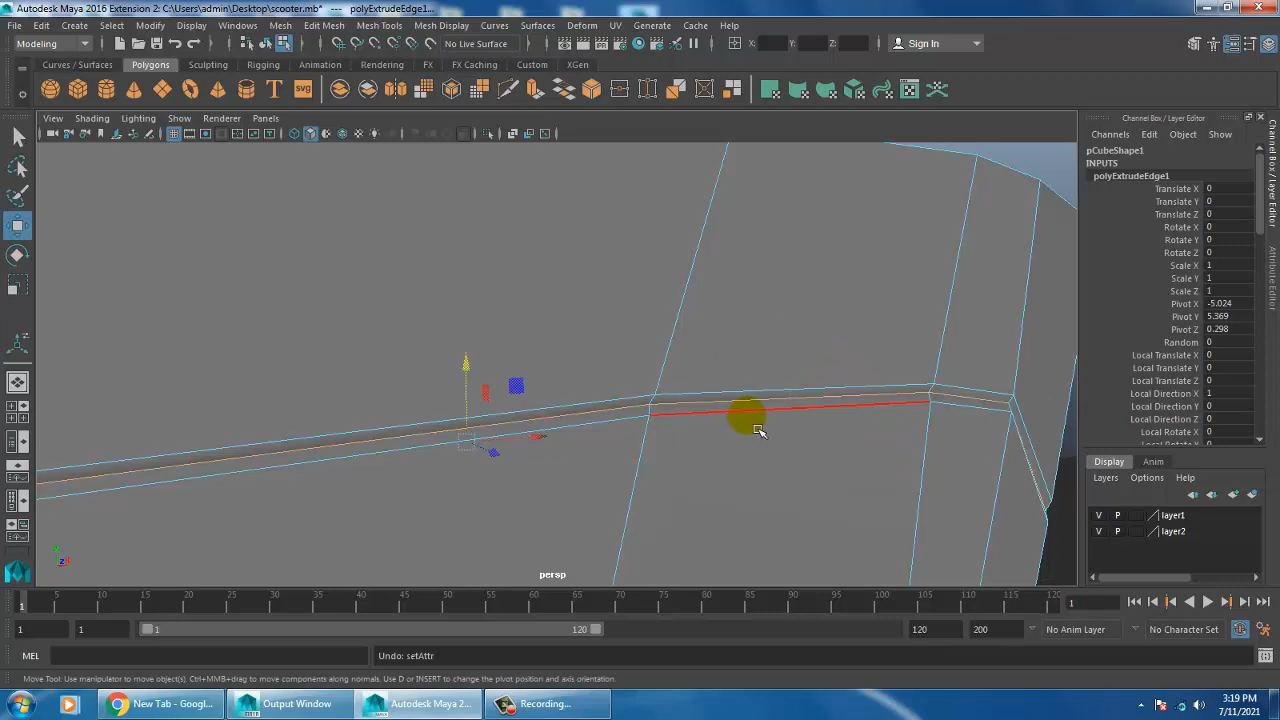 Autodesk Maya 2016 Extension 2: C:\Users\admin\Desktop\scooter.mb* --- polyExtrudeEdge1...
File Edit Create Select Modify Display Windows Mesh Edit Mesh Mesh Tools Mesh Display Curves Surfaces Deform UV Generate Cache Help
Modeling No Live Surface X: Y: Z: Sign In
Curves / Surfaces Polygons Sculpting Rigging Animation Rendering FX FX Caching Custom XGen
svg
View Shading Lighting Show Renderer Panels
Channel Box / Layer Editor
Channels Edit Object Show
pCubeShape1
INPUTS
polyExtrudeEdge1
Translate X 0
Translate Y 0
Translate Z 0
Rotate X 0
Rotate Y 0
Rotate Z 0
Scale X 1
Scale Y 1
Scale Z 1
Pivot X -5.024
Pivot Y 5.369
Pivot Z 0.298
Random 0
Local Translate X 0
Local Translate Y 0
Local Translate Z 0
Local Direction X 1
Local Direction Y 0
Local Direction Z 0
Local Rotate X 0
Channel Box / Layer Editor
Attribute Editor
Display Anim
Layers Options Help
V P layer1
V P layer2
persp
1 5 10 15 20 25 30 35 40 45 50 55 60 65 70 75 80 85 90 95 100 105 110 115 120 1
1 1 1 120 120 200 No Anim Layer No Character Set
MEL Undo: setAttr
Move Tool: Use manipulator to move object(s). Ctrl+MMB+drag to move components along normals. Use D or INSERT to change the pivot position and axis orientation.
New Tab - Googl... Output Window Autodesk Maya 2... Recording... 3:19 PM
7/11/2021